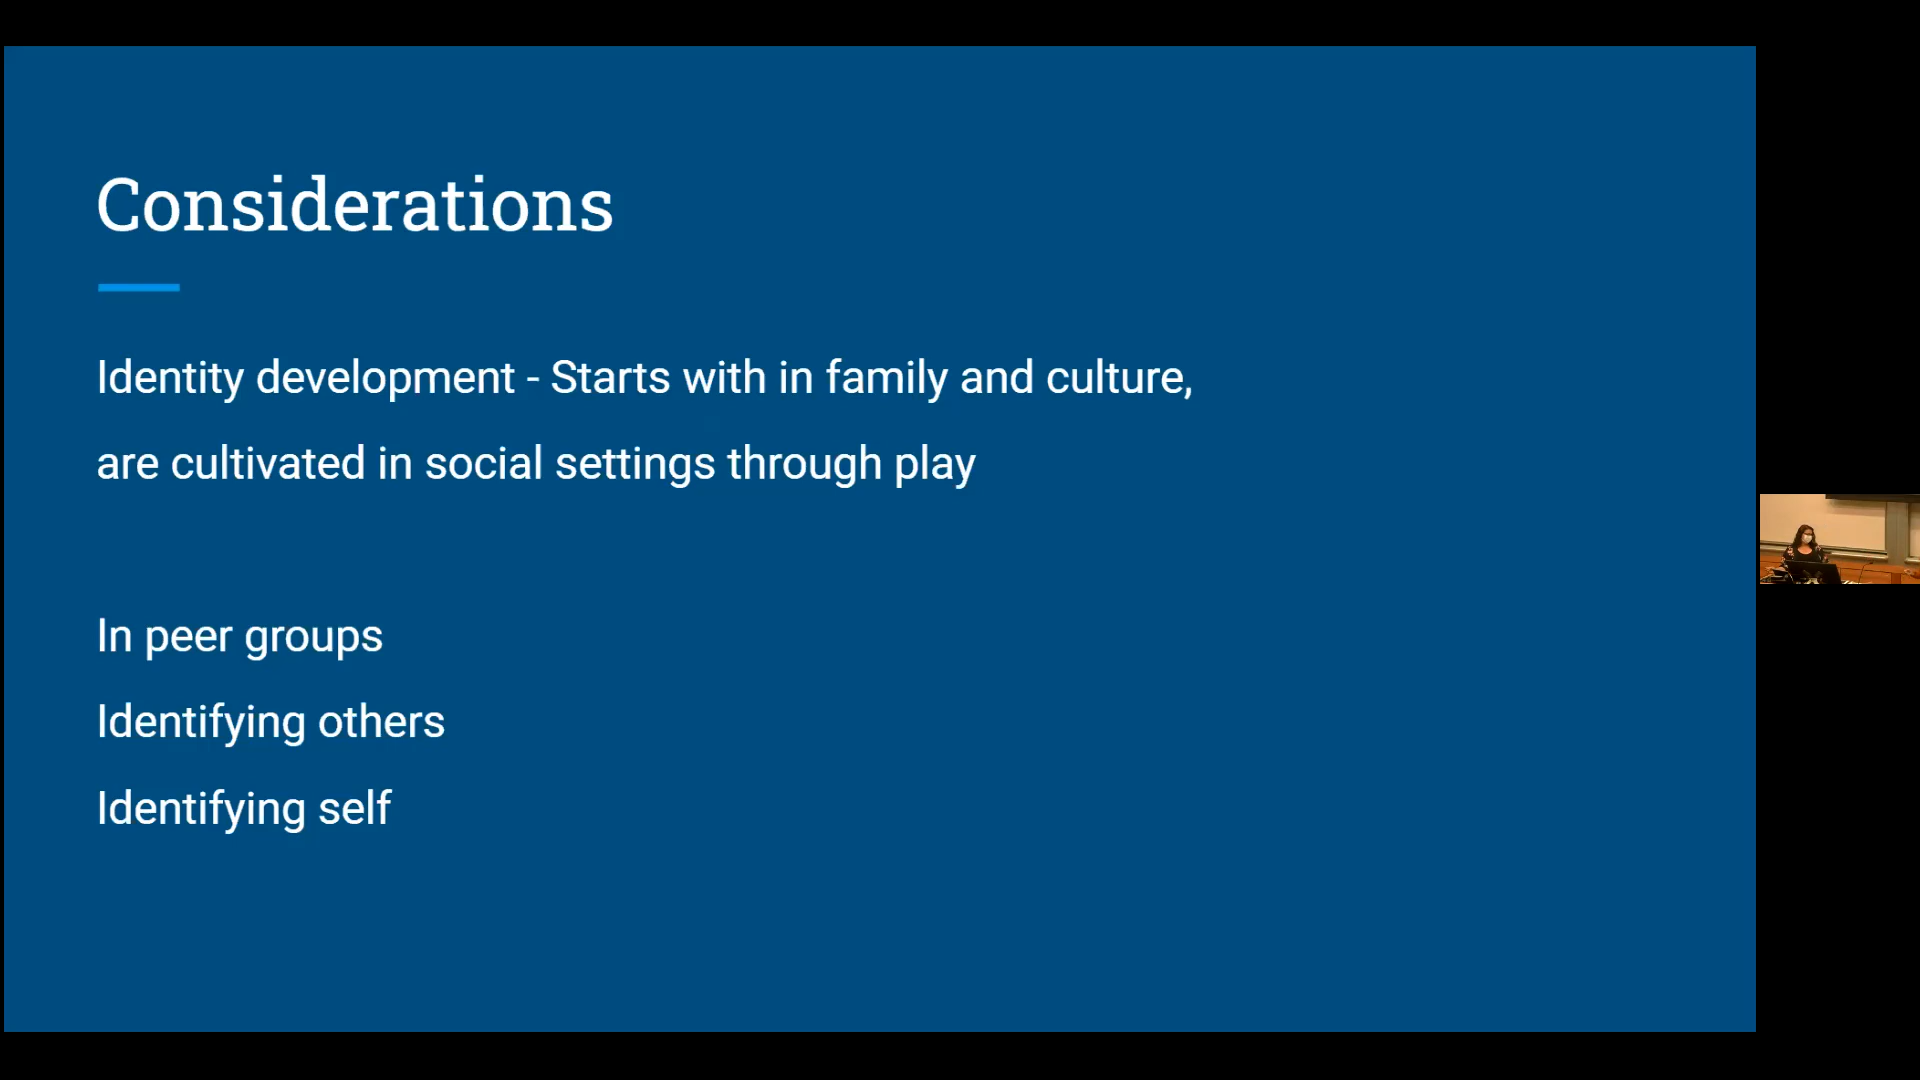 Considerations
Identity development - Starts with in family and culture,
are cultivated in social settings through play
In peer groups
Identifying others
Identifying self